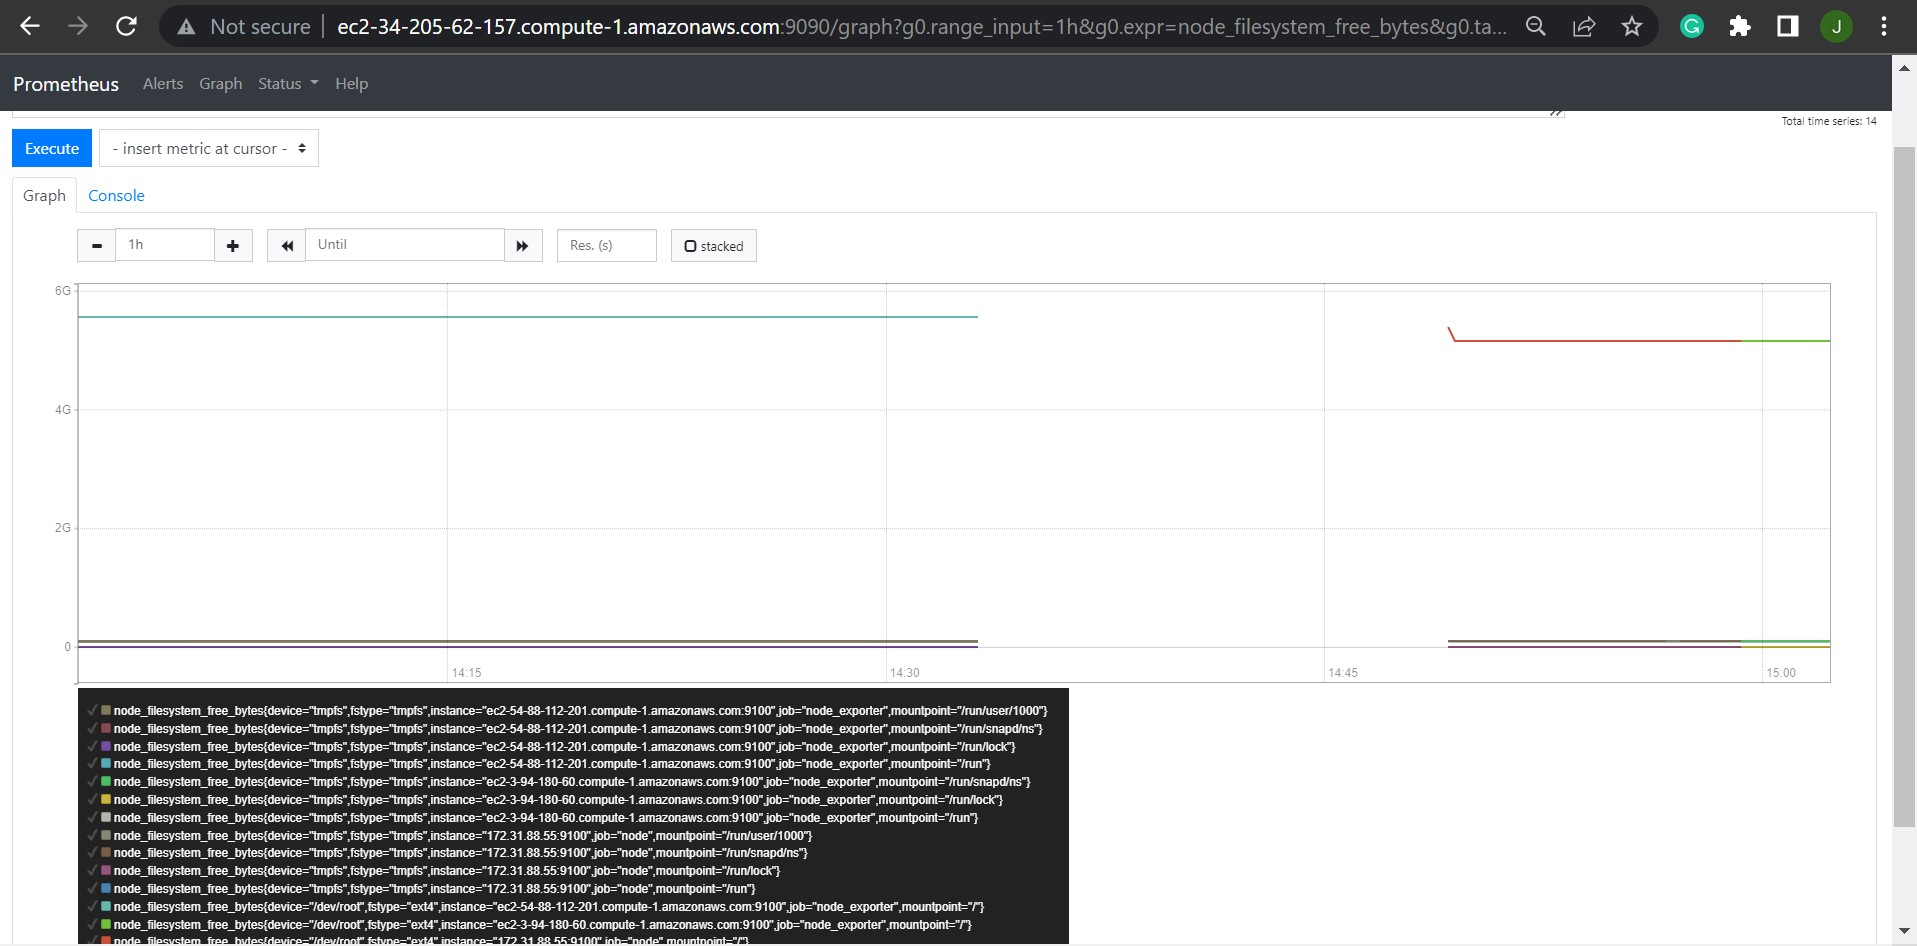 Not secure ec2-34-205-62-157.compute-1.amazonaws.com:9090/graph?g0.range_input=1h&g0.expr=node_filesystem_free_bytes&g0.ta... G J
Prometheus Alerts Graph Status Help
Total time series: 14
Execute - insert metric at cursor -
Graph Console
1h Until Res. (s) stacked
6G
4G
2G
0
14:15 14:30 14:45 15:00
node_filesystem_free_bytes{device="tmpfs",fstype="tmpfs",instance="ec2-54-88-112-201.compute-1.amazonaws.com:9100",job="node_exporter",mountpoint="/run/user/1000"}
node_filesystem_free_bytes{device="tmpfs",fstype="tmpfs",instance="ec2-54-88-112-201.compute-1.amazonaws.com:9100",job="node_exporter",mountpoint="/run/snapd/ns"}
node_filesystem_free_bytes{device="tmpfs",fstype="tmpfs",instance="ec2-54-88-112-201.compute-1.amazonaws.com:9100",job="node_exporter",mountpoint="/run/lock"}
node_filesystem_free_bytes{device="tmpfs",fstype="tmpfs",instance="ec2-54-88-112-201.compute-1.amazonaws.com:9100",job="node_exporter",mountpoint="/run"}
node_filesystem_free_bytes{device="tmpfs",fstype="tmpfs",instance="ec2-3-94-180-60.compute-1.amazonaws.com:9100",job="node_exporter",mountpoint="/run/snapd/ns"}
node_filesystem_free_bytes{device="tmpfs",fstype="tmpfs",instance="ec2-3-94-180-60.compute-1.amazonaws.com:9100",job="node_exporter",mountpoint="/run/lock"}
node_filesystem_free_bytes{device="tmpfs",fstype="tmpfs",instance="ec2-3-94-180-60.compute-1.amazonaws.com:9100",job="node_exporter",mountpoint="/run"}
node_filesystem_free_bytes{device="tmpfs",fstype="tmpfs",instance="172.31.88.55:9100",job="node",mountpoint="/run/user/1000"}
node_filesystem_free_bytes{device="tmpfs",fstype="tmpfs",instance="172.31.88.55:9100",job="node",mountpoint="/run/snapd/ns"}
node_filesystem_free_bytes{device="tmpfs",fstype="tmpfs",instance="172.31.88.55:9100",job="node",mountpoint="/run/lock"}
node_filesystem_free_bytes{device="tmpfs",fstype="tmpfs",instance="172.31.88.55:9100",job="node",mountpoint="/run"}
node_filesystem_free_bytes{device="/dev/root",fstype="ext4",instance="ec2-54-88-112-201.compute-1.amazonaws.com:9100",job="node_exporter",mountpoint="/"}
node_filesystem_free_bytes{device="/dev/root",fstype="ext4",instance="ec2-3-94-180-60.compute-1.amazonaws.com:9100",job="node_exporter",mountpoint="/"}
node_filesystem_free_bytes{device="/dev/root",fstype="ext4",instance="172.31.88.55:9100",job="node",mountpoint="/"}